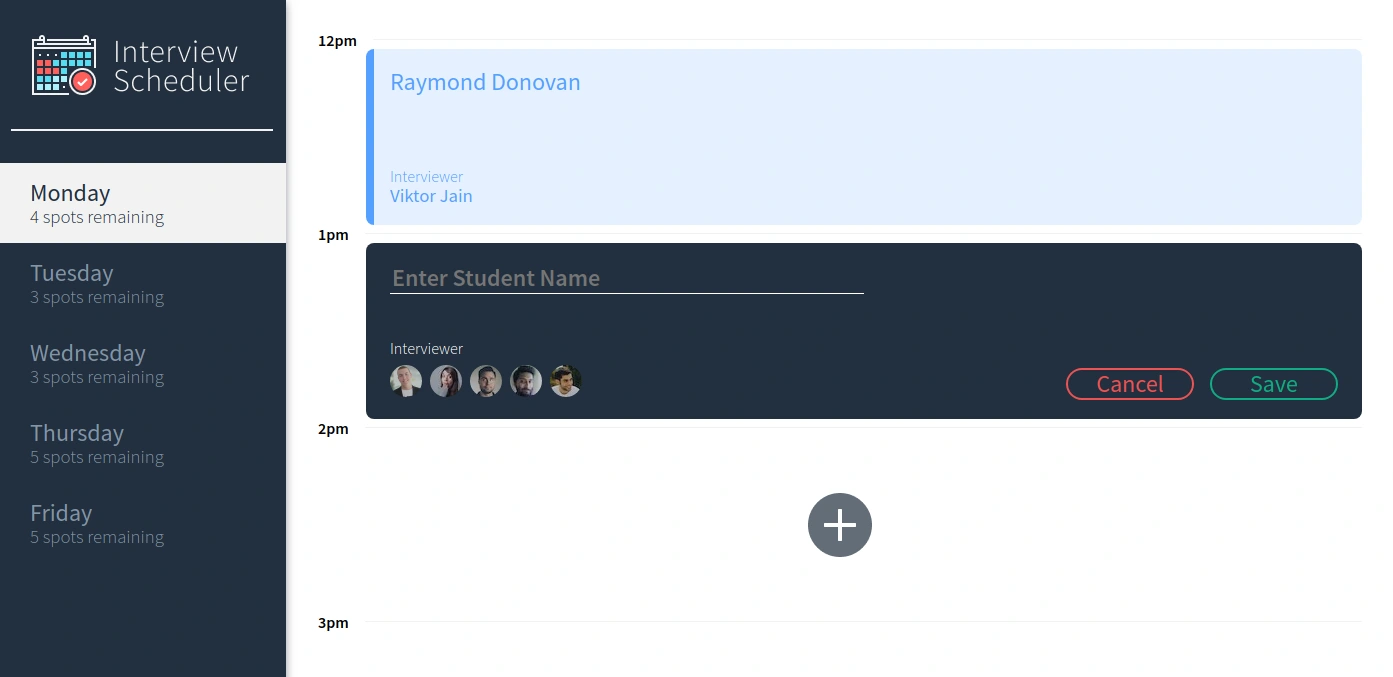 Interview
Scheduler
Monday
4 spots remaining
Tuesday
3 spots remaining
Wednesday
3 spots remaining
Thursday
5 spots remaining
Friday
5 spots remaining
12pm
Raymond Donovan
Interviewer
Viktor Jain
1pm
Enter Student Name
Interviewer
Cancel Save
2pm
3pm